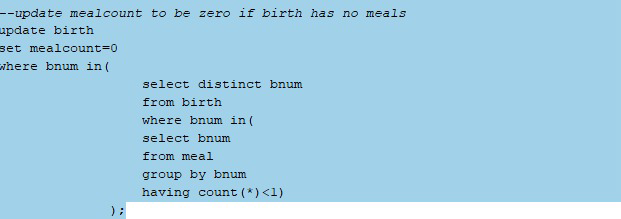 --update mealcount to be zero if birth has no meals
update birth
set mealcount=0
where bnum in(
select distinct bnum
from birth
where bnum in(
select bnum
from meal
group by bnum
having count(*)<1)
);